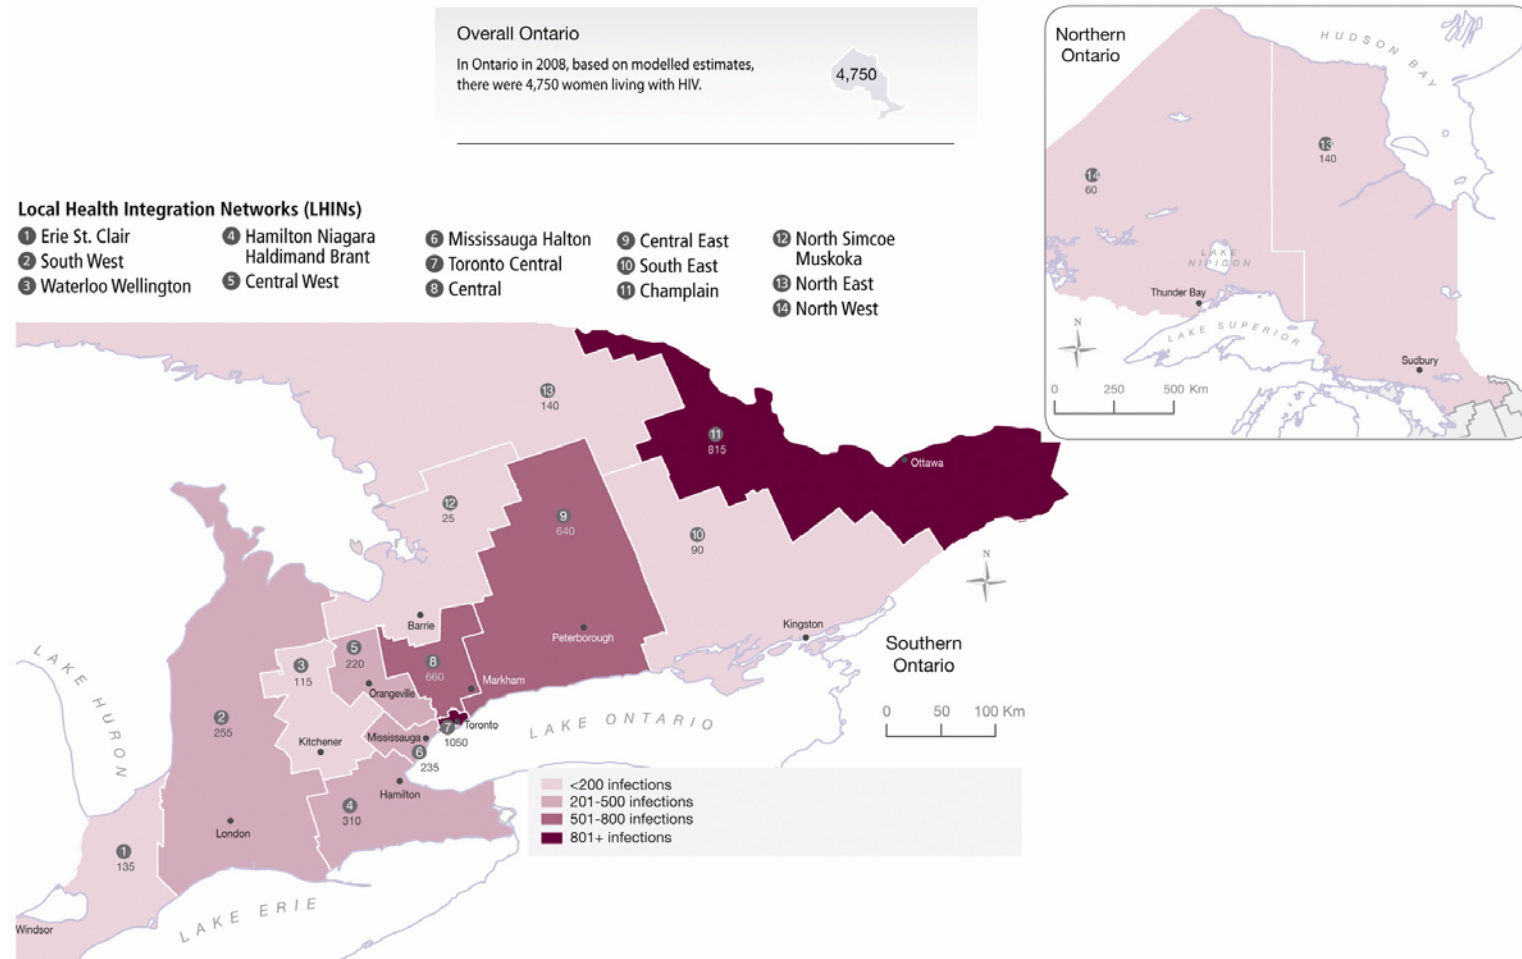 Overall Ontario
In Ontario in 2008, based on modelled estimates,
there were 4,750 women living with HIV.
4,750
Northern
Ontario
HUDSON BAY
14
60
13
140
LAKE
NIPIGON
Thunder Bay
LAKE SUPERIOR
Sudbury
N
0 250 500 Km
Local Health Integration Networks (LHINs)
1 Erie St. Clair
2 South West
3 Waterloo Wellington
4 Hamilton Niagara
Haldimand Brant
5 Central West
6 Mississauga Halton
7 Toronto Central
8 Central
9 Central East
10 South East
11 Champlain
12 North Simcoe
Muskoka
13 North East
14 North West
13
140
11
815
Ottawa
12
25
9
640
10
90
N
Barrie
Peterborough
Kingston
Southern
Ontario
0 50 100 Km
5
220
8
660
3
115
Orangeville
Markham
LAKE HURON
2
255
7
1050
Toronto
LAKE ONTARIO
Mississauga
6
235
Kitchener
Hamilton
4
310
London
1
135
Windsor
LAKE ERIE
<200 infections
201-500 infections
501-800 infections
801+ infections